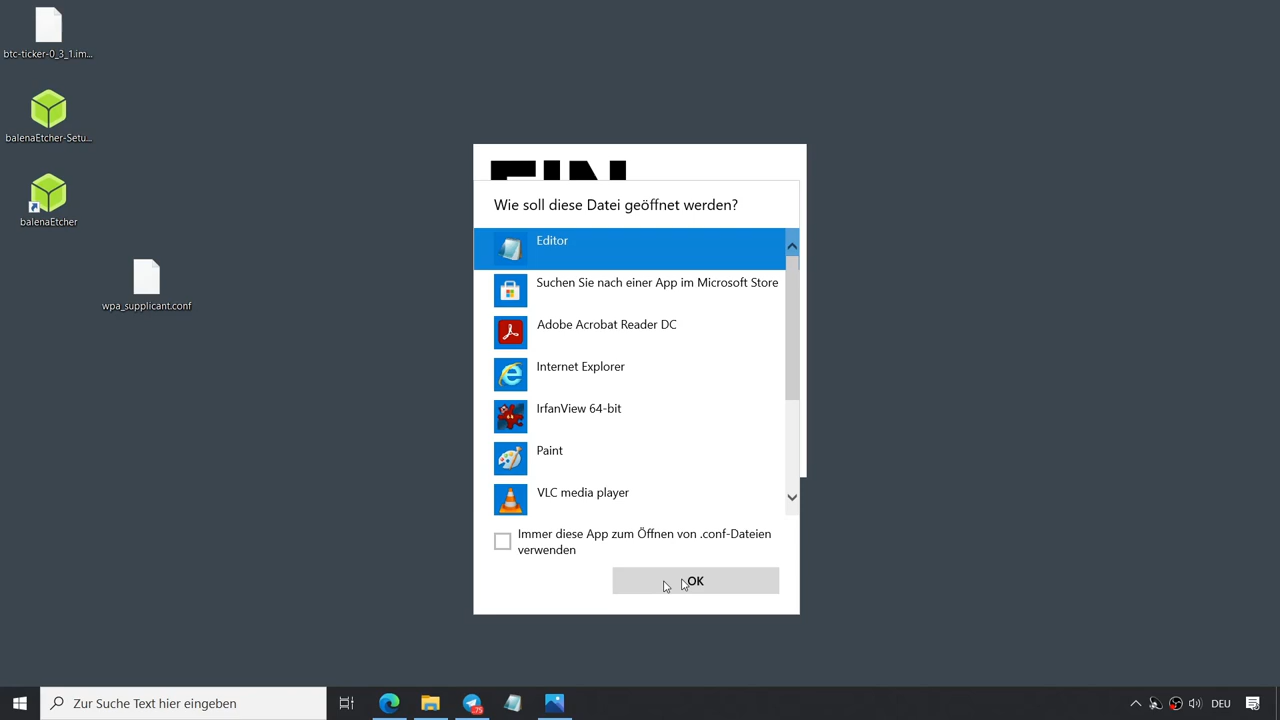 btc-ticker-0_3_1.im...
balenaEtcher-Setu...
balenaEtcher
wpa_supplicant.conf
Wie soll diese Datei geöffnet werden?
Editor
Suchen Sie nach einer App im Microsoft Store
Adobe Acrobat Reader DC
Internet Explorer
IrfanView 64-bit
Paint
VLC media player
Immer diese App zum Öffnen von .conf-Dateien
verwenden
OK
Zur Suche Text hier eingeben
75
DEU